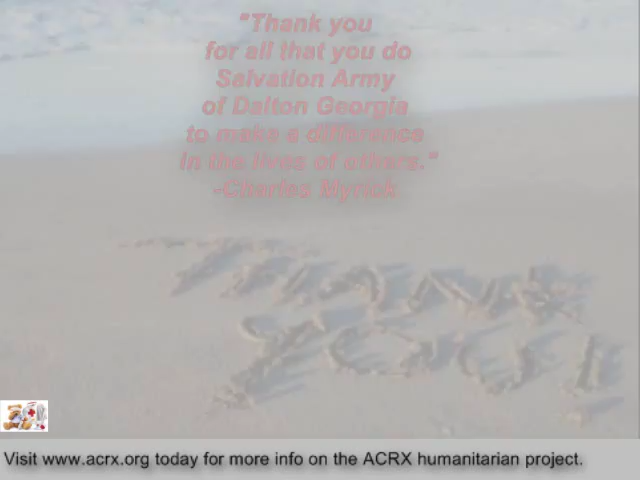 "Thank you
for all that you do
Salvation Army
of Dalton Georgia
to make a difference
in the lives of others."
-Charles Myrick
THANK
YOU!
Visit www.acrx.org today for more info on the ACRX humanitarian project.